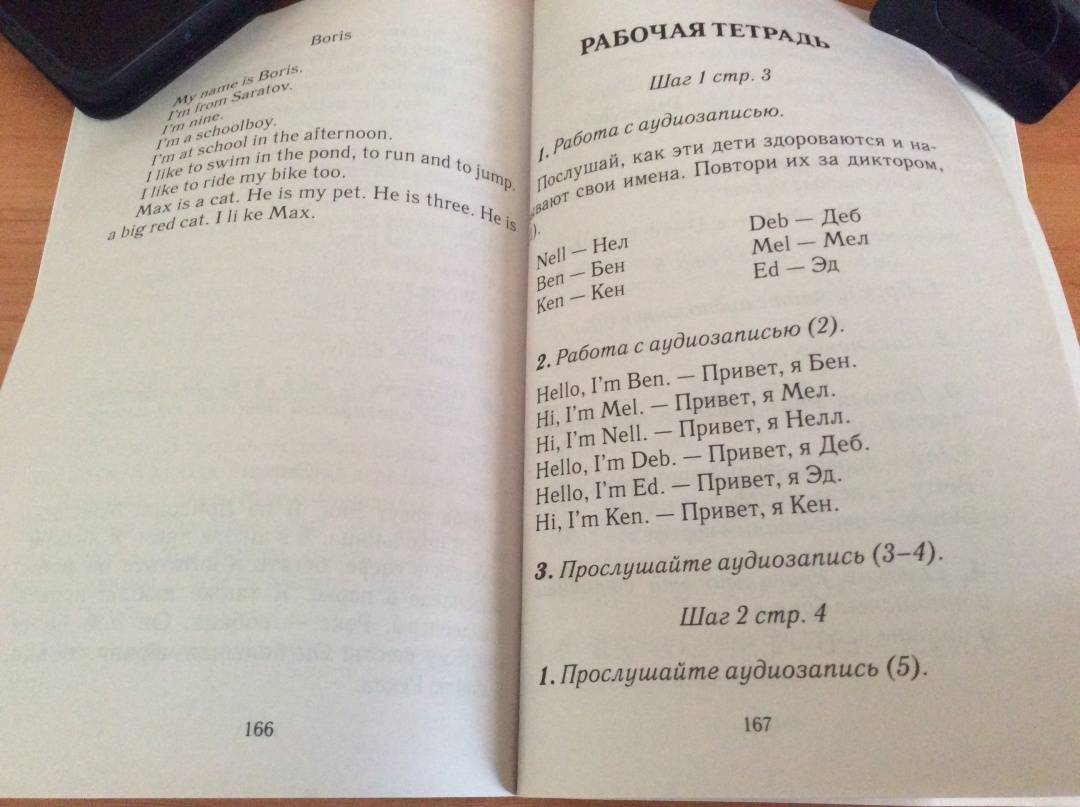 Boris
My name is Boris.
I'm from Saratov.
I'm nine.
I'm a schoolboy.
I'm at school in the afternoon.
I like to swim in the pond, to run and to jump.
I like to ride my bike too.
Max is a cat. He is my pet. He is three. He is
a big red cat. I li ke Max.
166
РАБОЧАЯ ТЕТРАДЬ
Шаг 1 стр. 3
1. Работа с аудиозаписью.
Послушай, как эти дети здороваются и на-
вают свои имена. Повтори их за диктором,
).
Nell — Нел
Ben — Бен
Ken — Кен
Deb — Деб
Mel — Мел
Ed — Эд
2. Работа с аудиозаписью (2).
Hello, I'm Ben. — Привет, я Бен.
Hi, I'm Mel. — Привет, я Мел.
Hi, I'm Nell. — Привет, я Нелл.
Hello, I'm Deb. — Привет, я Деб.
Hello, I'm Ed. — Привет, я Эд.
Hi, I'm Ken. — Привет, я Кен.
3. Прослушайте аудиозапись (3–4).
Шаг 2 стр. 4
1. Прослушайте аудиозапись (5).
167